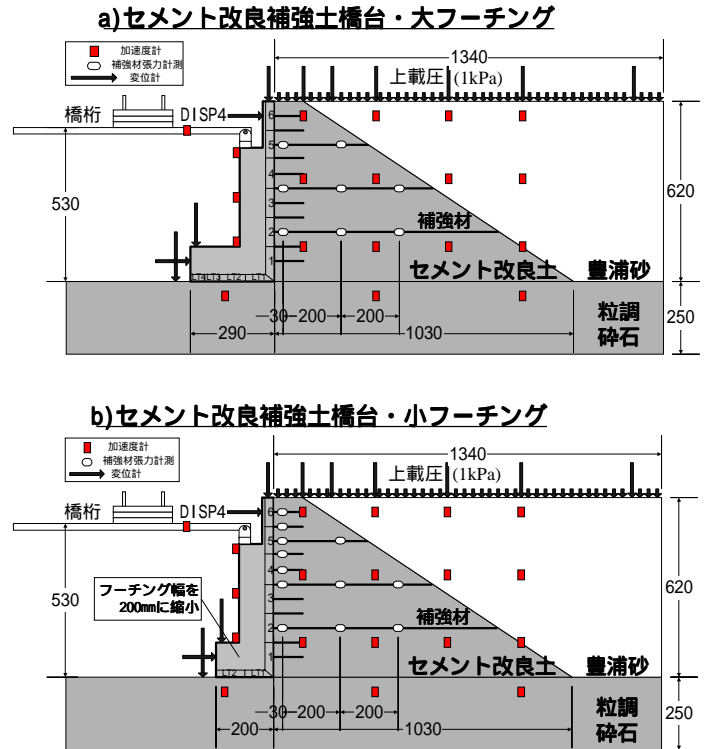 a)セメント改良補強土橋台・大フーチング
加速度計
補強材張力計測
変位計
1340
上載圧 (1kPa)
橋桁
DISP4
6
5
4
3
2
1
530
620
補強材
セメント改良土
豊浦砂
LT4 LT3 LT2 LT1
30 200 200
290
1030
粒調
砕石
250
b)セメント改良補強土橋台・小フーチング
加速度計
補強材張力計測
変位計
1340
上載圧 (1kPa)
橋桁
DISP4
6
5
4
3
2
1
530
フーチング幅を
200mmに縮小
620
補強材
セメント改良土
豊浦砂
LT2 LT1
30 200 200
200
1030
粒調
砕石
250